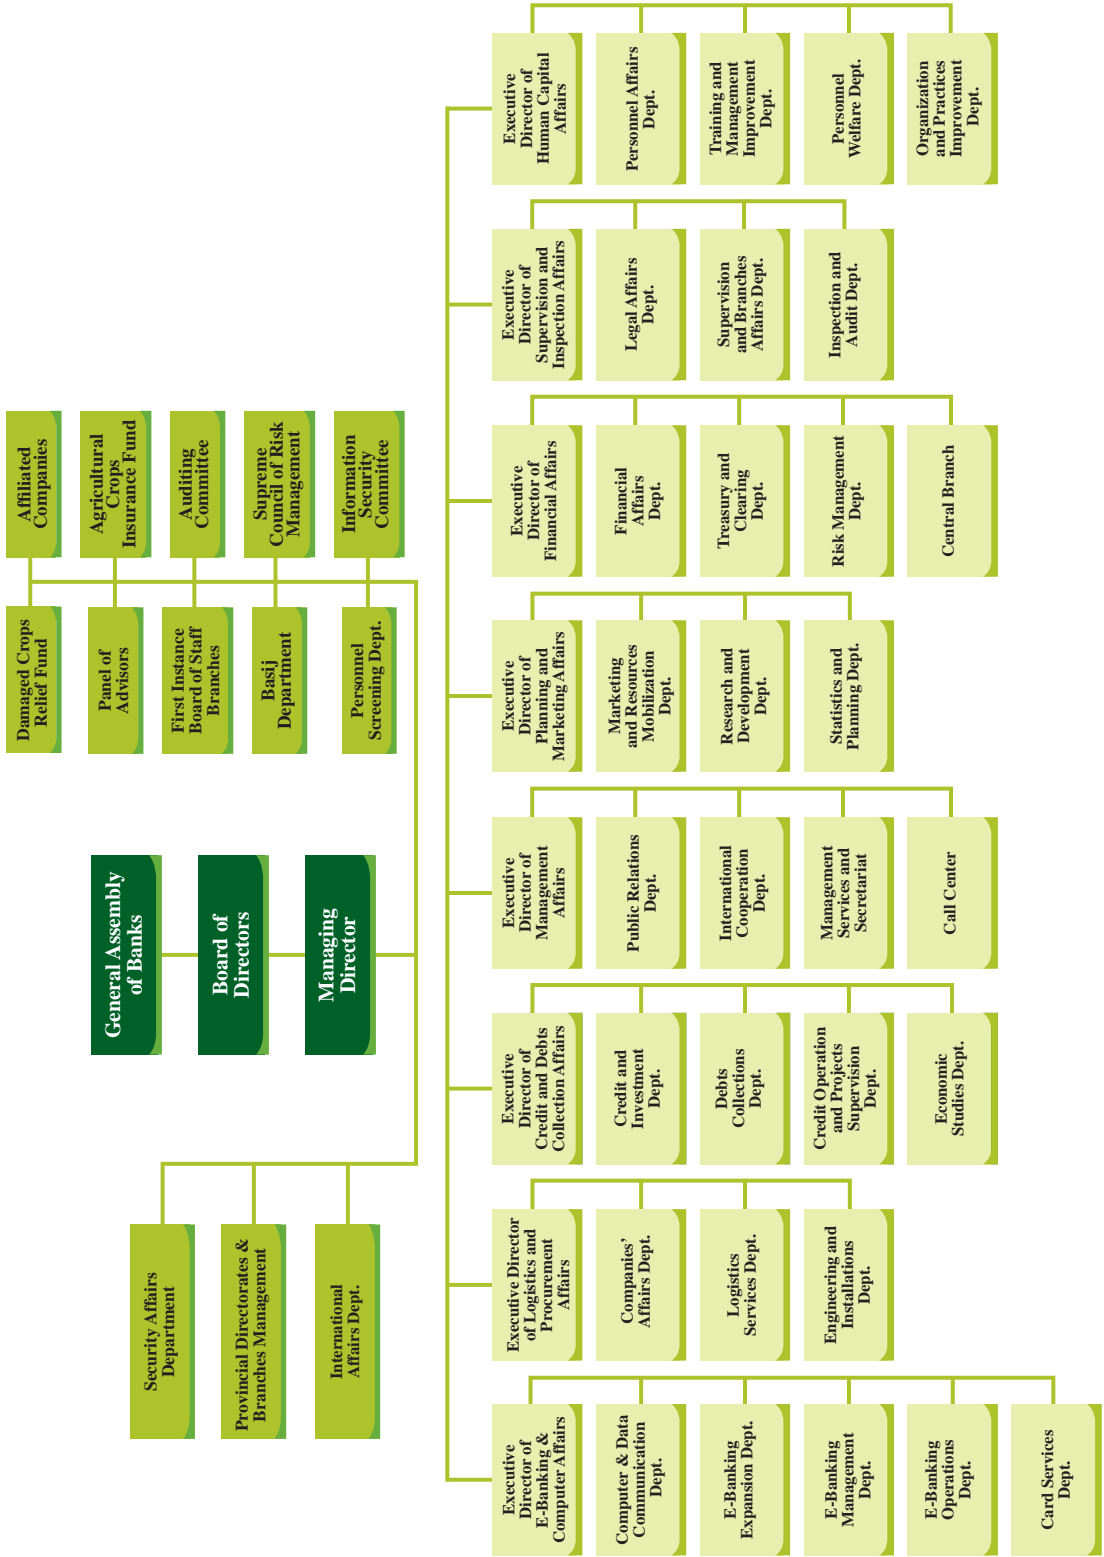 General Assembly
of Banks
Board of
Directors
Managing
Director
Security Affairs
Department
Provincial Directorates &
Branches Management
International
Affairs Dept.
Damaged Crops
Relief Fund
Affiliated
Companies
Panel of
Advisors
Agricultural
Crops
Insurance Fund
First Instance
Board of Staff
Branches
Auditing
Committee
Basij
Department
Supreme
Council of Risk
Management
Personnel
Screening Dept.
Information
Security
Committee
Executive
Director of
E-Banking &
Computer Affairs
Computer & Data
Communication
Dept.
E-Banking
Expansion Dept.
E-Banking
Management
Dept.
E-Banking
Operations
Dept.
Card Services
Dept.
Executive Director
of Logistics and
Procurement
Affairs
Companies'
Affairs Dept.
Logistics
Services Dept.
Engineering and
Installations
Dept.
Executive
Director of
Credit and Debts
Collection Affairs
Credit and
Investment
Dept.
Debts
Collections
Dept.
Credit Operation
and Projects
Supervision
Dept.
Economic
Studies Dept.
Executive
Director of
Management
Affairs
Public Relations
Dept.
International
Cooperation
Dept.
Management
Services and
Secretariat
Call Center
Executive
Director of
Planning and
Marketing Affairs
Marketing
and Resources
Mobilization
Dept.
Research and
Development
Dept.
Statistics and
Planning Dept.
Executive
Director of
Financial Affairs
Financial
Affairs
Dept.
Treasury and
Clearing
Dept.
Risk Management
Dept.
Central Branch
Executive
Director of
Supervision and
Inspection Affairs
Legal Affairs
Dept.
Supervision
and Branches
Affairs Dept.
Inspection and
Audit Dept.
Executive
Director of
Human Capital
Affairs
Personnel Affairs
Dept.
Training and
Management
Improvement
Dept.
Personnel
Welfare Dept.
Organization
and Practices
Improvement
Dept.